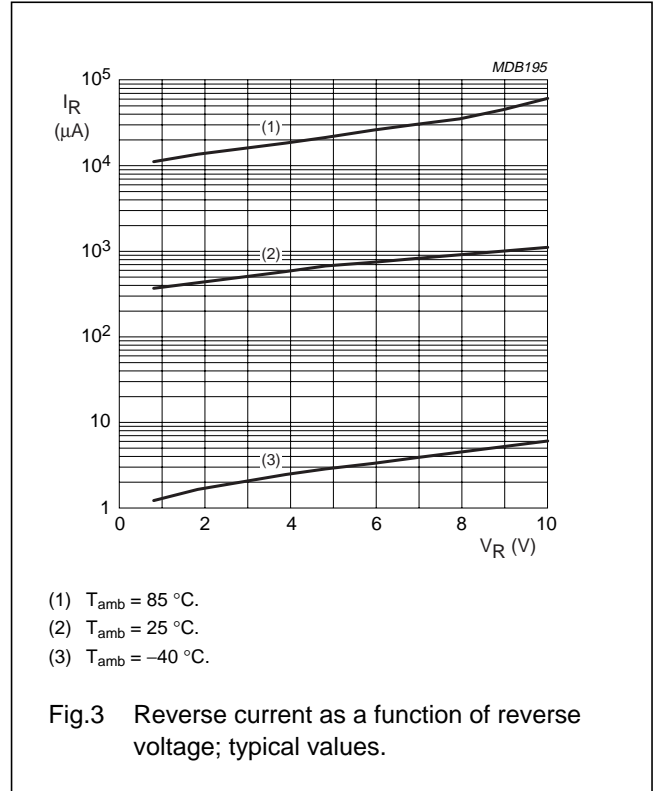 MDB195
10^5
I_R
(μA)
(1)
10^4
10^3
(2)
10^2
10
(3)
1
0 2 4 6 8 10
V_R (V)
(1) T_amb = 85 °C.
(2) T_amb = 25 °C.
(3) T_amb = −40 °C.
Fig.3 Reverse current as a function of reverse
voltage; typical values.